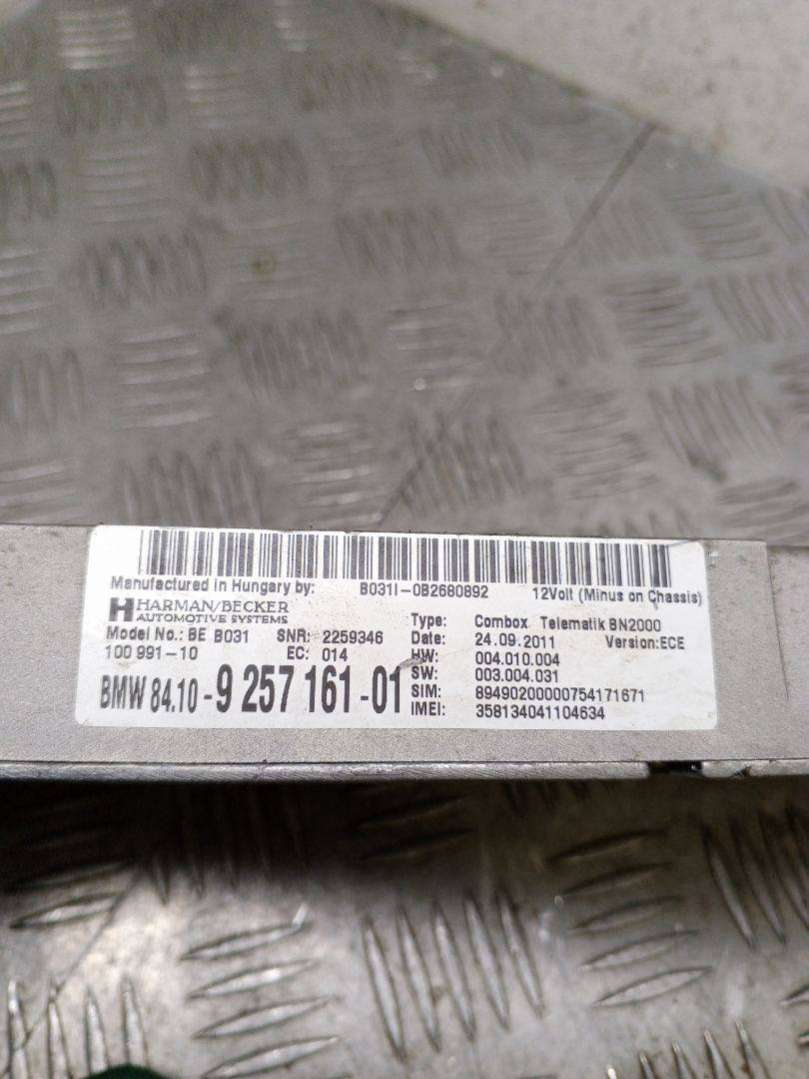 Manufactured in Hungary by: B031I-0B2680892 12Volt (Minus on Chassis)
HARMAN/BECKER
AUTOMOTIVE SYSTEMS
Model No.: BE B031 SNR: 2259346
100 991-10 EC: 014
BMW 84.10-9 257 161-01
Type: Combox Telematik BN2000
Date: 24.09.2011 Version:ECE
HW: 004.010.004
SW: 003.004.031
SIM: 89490200000754171671
IMEI: 358134041104634